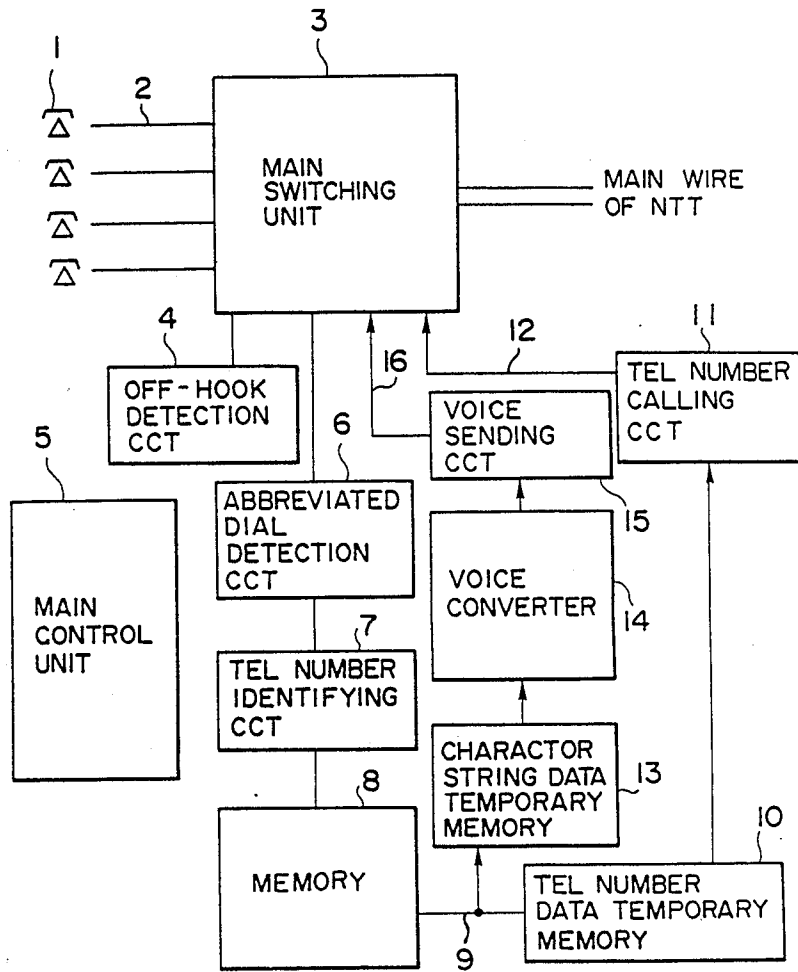 1
2
3
MAIN
SWITCHING
UNIT
MAIN WIRE
OF NTT
4
OFF-HOOK
DETECTION
CCT
5
MAIN
CONTROL
UNIT
6
ABBREVIATED
DIAL
DETECTION
CCT
7
TEL NUMBER
IDENTIFYING
CCT
8
MEMORY
9
10
TEL NUMBER
DATA TEMPORARY
MEMORY
11
TEL NUMBER
CALLING
CCT
12
13
CHARACTOR
STRING DATA
TEMPORARY
MEMORY
14
VOICE
CONVERTER
15
VOICE
SENDING
CCT
16